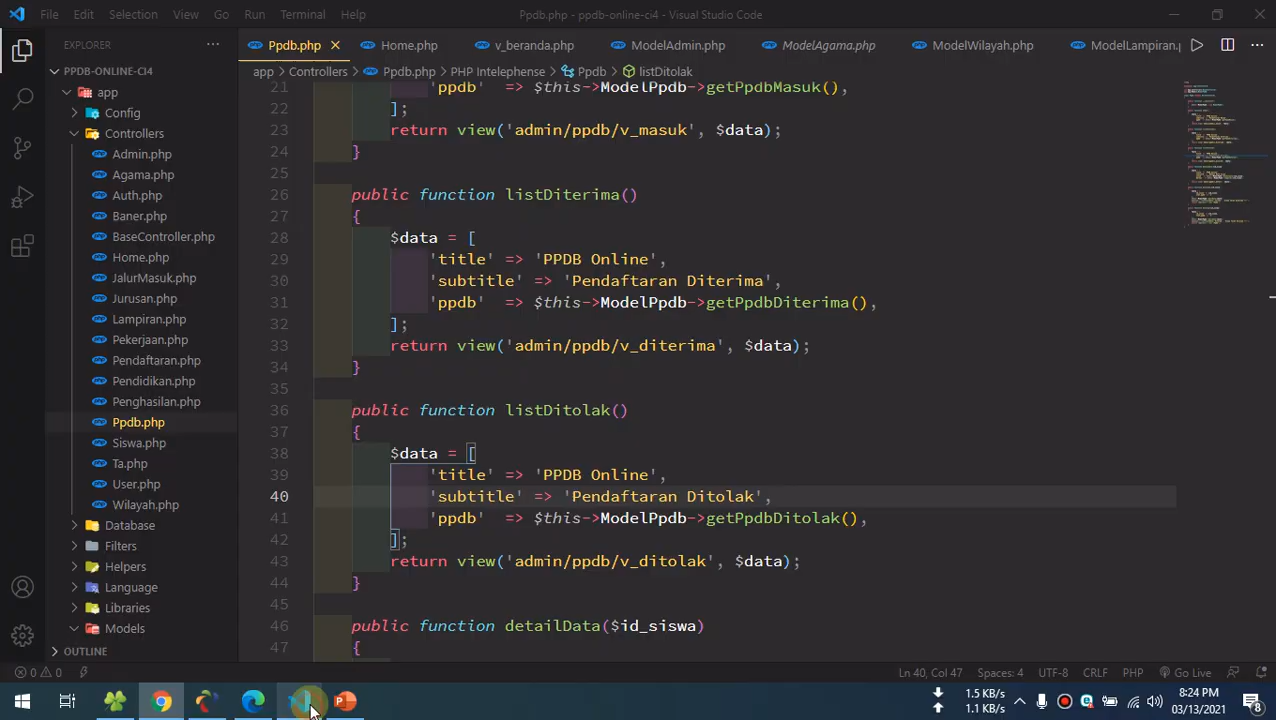 File Edit Selection View Go Run Terminal Help Ppdb.php - ppdb-online-ci4 - Visual Studio Code
EXPLORER
Ppdb.php Home.php v_beranda.php ModelAdmin.php ModelAgama.php ModelWilayah.php ModelLampiran.p
PPDB-ONLINE-CI4
app > Controllers > Ppdb.php > PHP Intelephense > Ppdb > listDitolak
app
Config
Controllers
Admin.php
Agama.php
Auth.php
Baner.php
BaseController.php
Home.php
JalurMasuk.php
Jurusan.php
Lampiran.php
Pekerjaan.php
Pendaftaran.php
Pendidikan.php
Penghasilan.php
Ppdb.php
Siswa.php
Ta.php
User.php
Wilayah.php
Database
Filters
Helpers
Language
Libraries
Models
OUTLINE
21 'ppdb' => $this->ModelPpdb->getPpdbMasuk(),
22 ];
23 return view('admin/ppdb/v_masuk', $data);
24 }
25
26 public function listDiterima()
27 {
28 $data = [
29 'title' => 'PPDB Online',
30 'subtitle' => 'Pendaftaran Diterima',
31 'ppdb' => $this->ModelPpdb->getPpdbDiterima(),
32 ];
33 return view('admin/ppdb/v_diterima', $data);
34 }
35
36 public function listDitolak()
37 {
38 $data = [
39 'title' => 'PPDB Online',
40 'subtitle' => 'Pendaftaran Ditolak',
41 'ppdb' => $this->ModelPpdb->getPpdbDitolak(),
42 ];
43 return view('admin/ppdb/v_ditolak', $data);
44 }
45
46 public function detailData($id_siswa)
47 {
0 0 Ln 40, Col 47 Spaces: 4 UTF-8 CRLF PHP Go Live
1.5 KB/s 8:24 PM
1.1 KB/s 03/13/2021 8